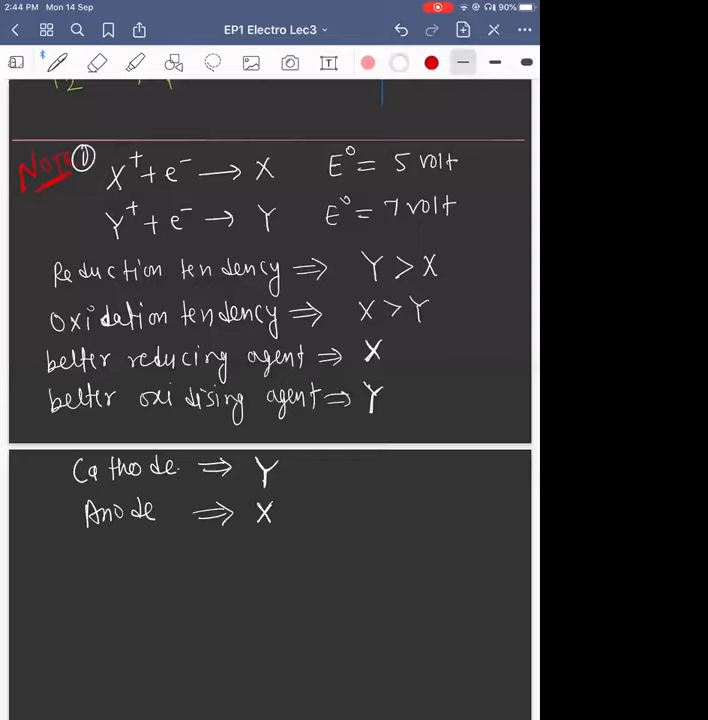 2:44 PM Mon 14 Sep 90%
EP1 Electro Lec3
T
12
NOTE ① X⁺ + e⁻ → X E° = 5 volt
Y⁺ + e⁻ → Y E° = 7 volt
Reduction tendency ⇒ Y > X
Oxidation tendency ⇒ X > Y
better reducing agent ⇒ X
better oxidising agent ⇒ Y
Cathode ⇒ Y
Anode ⇒ X